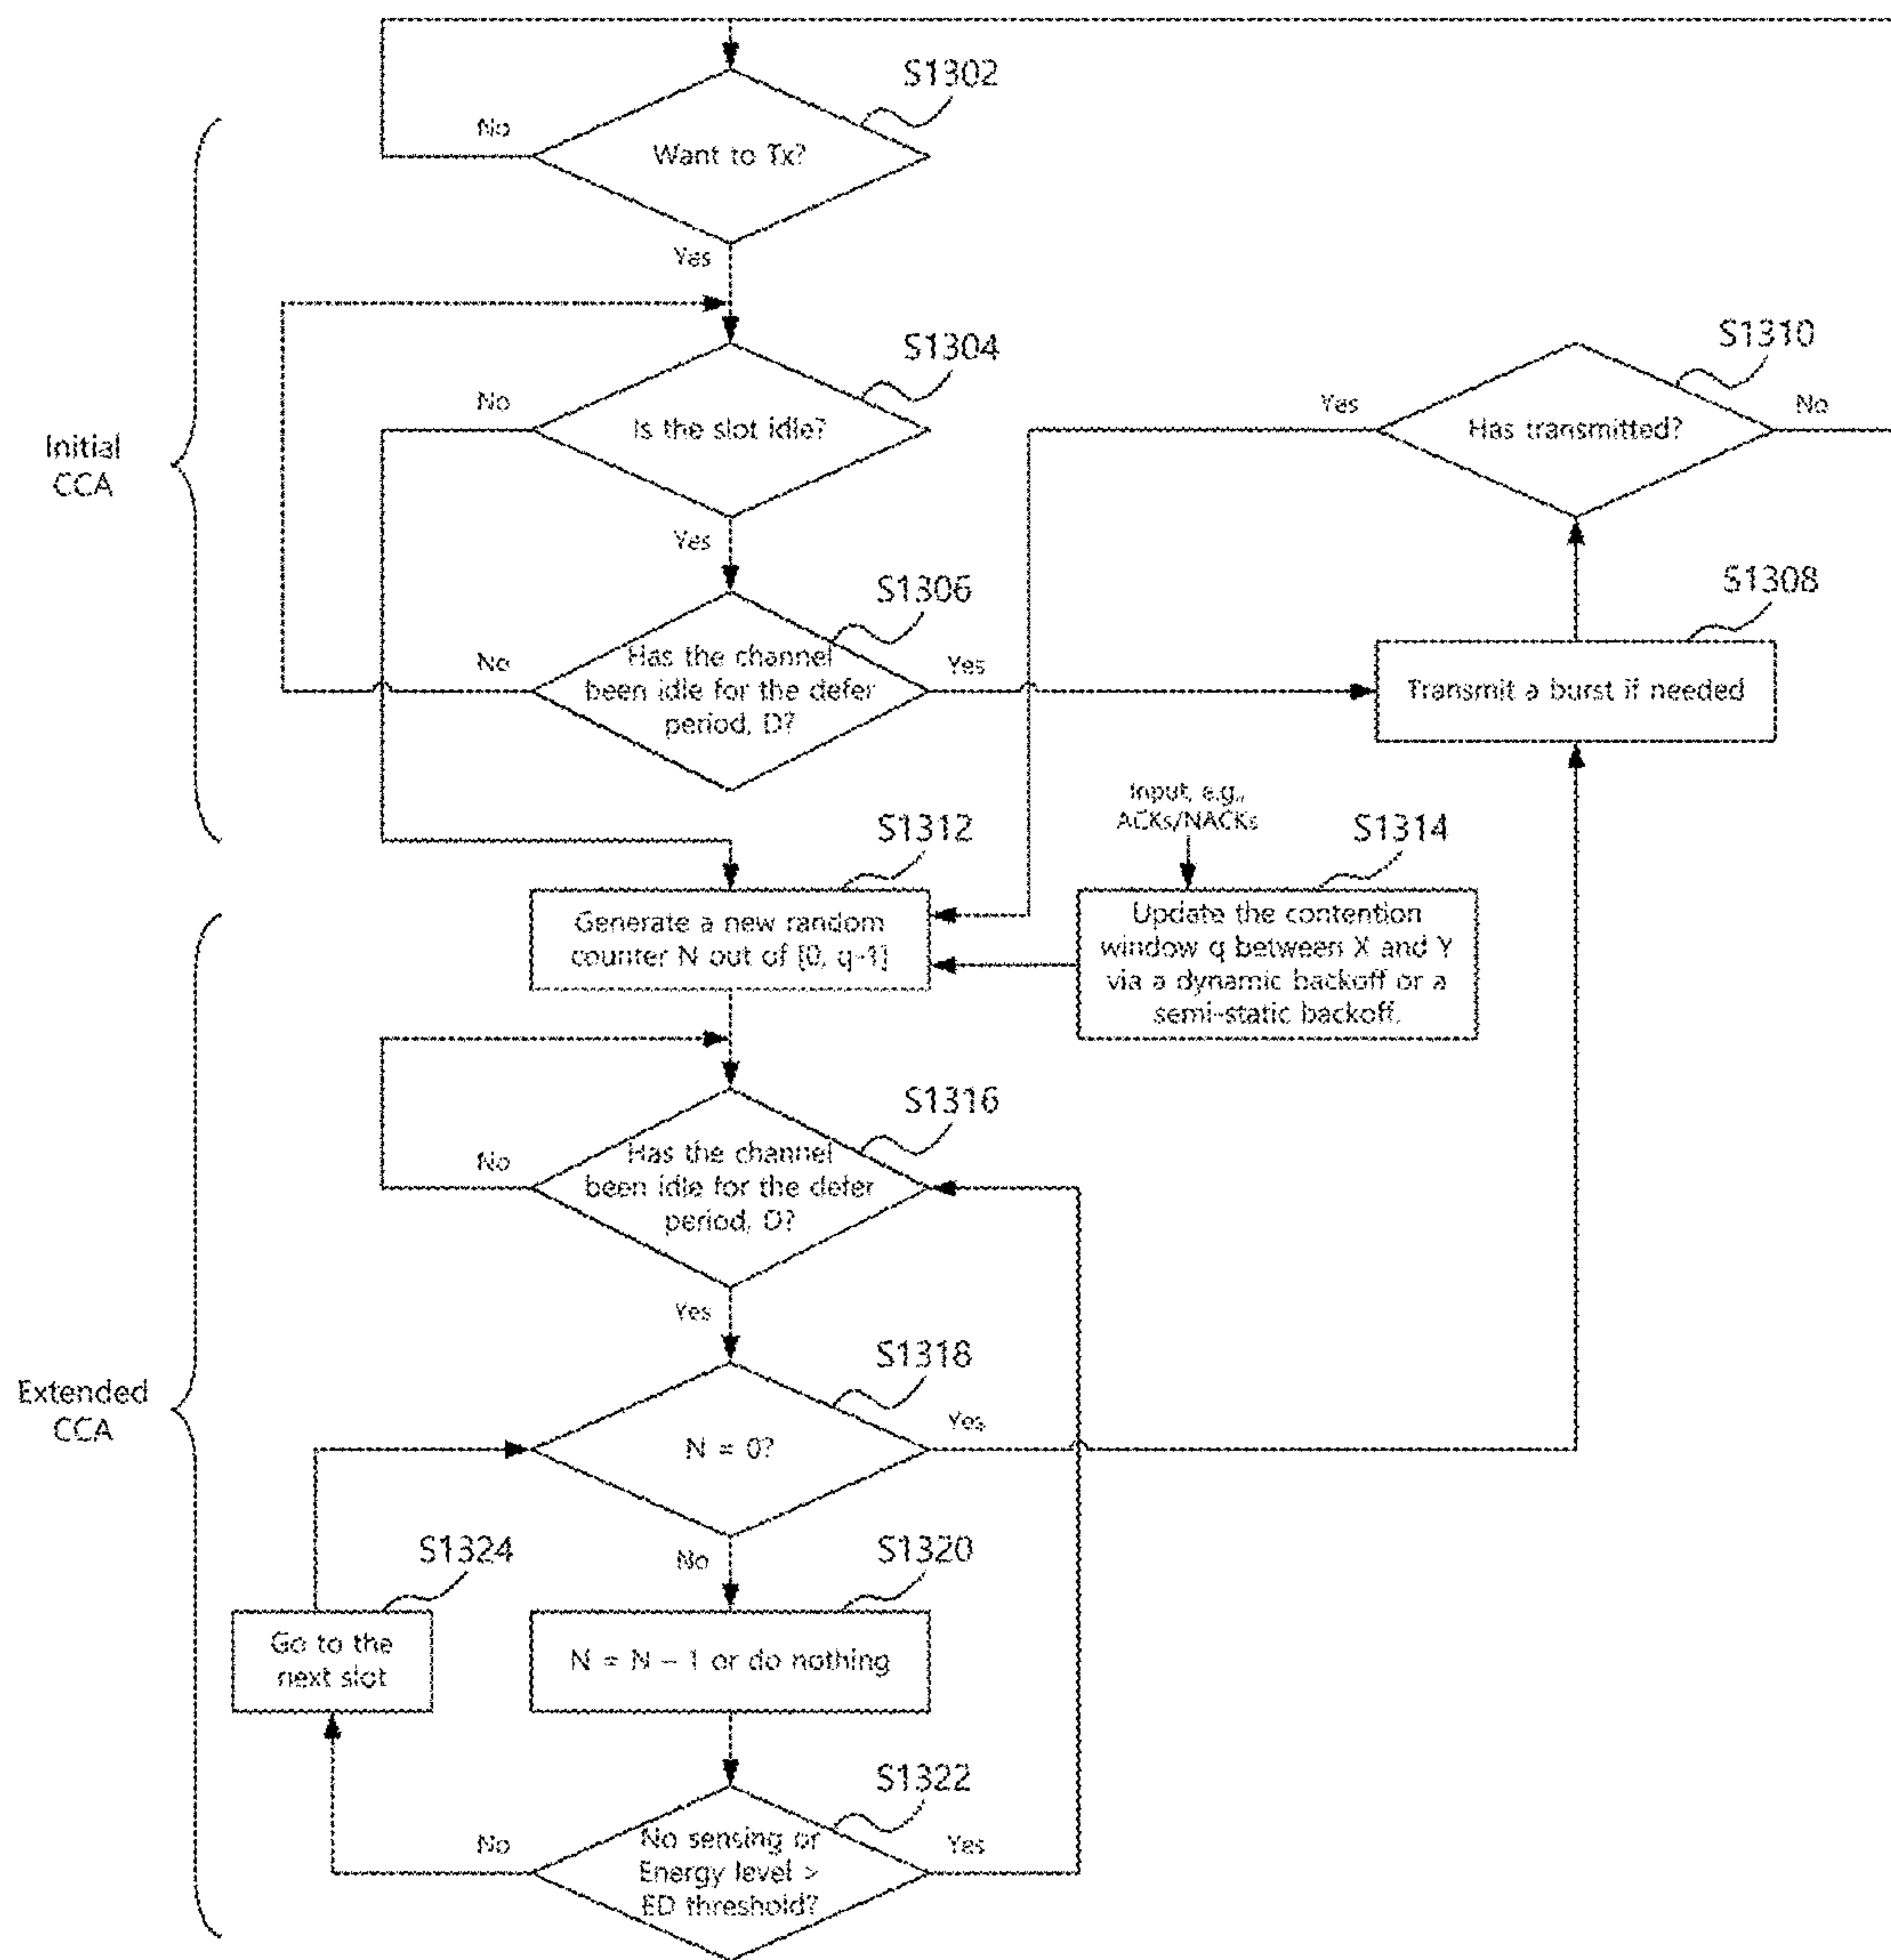 S1302
No
Want to Tx?
Yes
S1304
S1310
No
Is the slot idle?
Yes
Has transmitted?
No
Initial
CCA
Yes
S1306
S1308
No
Has the channel
been idle for the defer
period, D?
Yes
Transmit a burst if needed
Input, e.g.,
ACKs/NACKs
S1312
S1314
Generate a new random
counter N out of [0, q-1]
Update the contention
window q between X and Y
via a dynamic backoff or a
semi-static backoff.
S1316
No
Has the channel
been idle for the defer
period, D?
Yes
S1318
Extended
CCA
N = 0?
Yes
S1324
No
S1320
Go to the
next slot
N = N - 1 or do nothing
S1322
No
No sensing or
Energy level >
ED threshold?
Yes